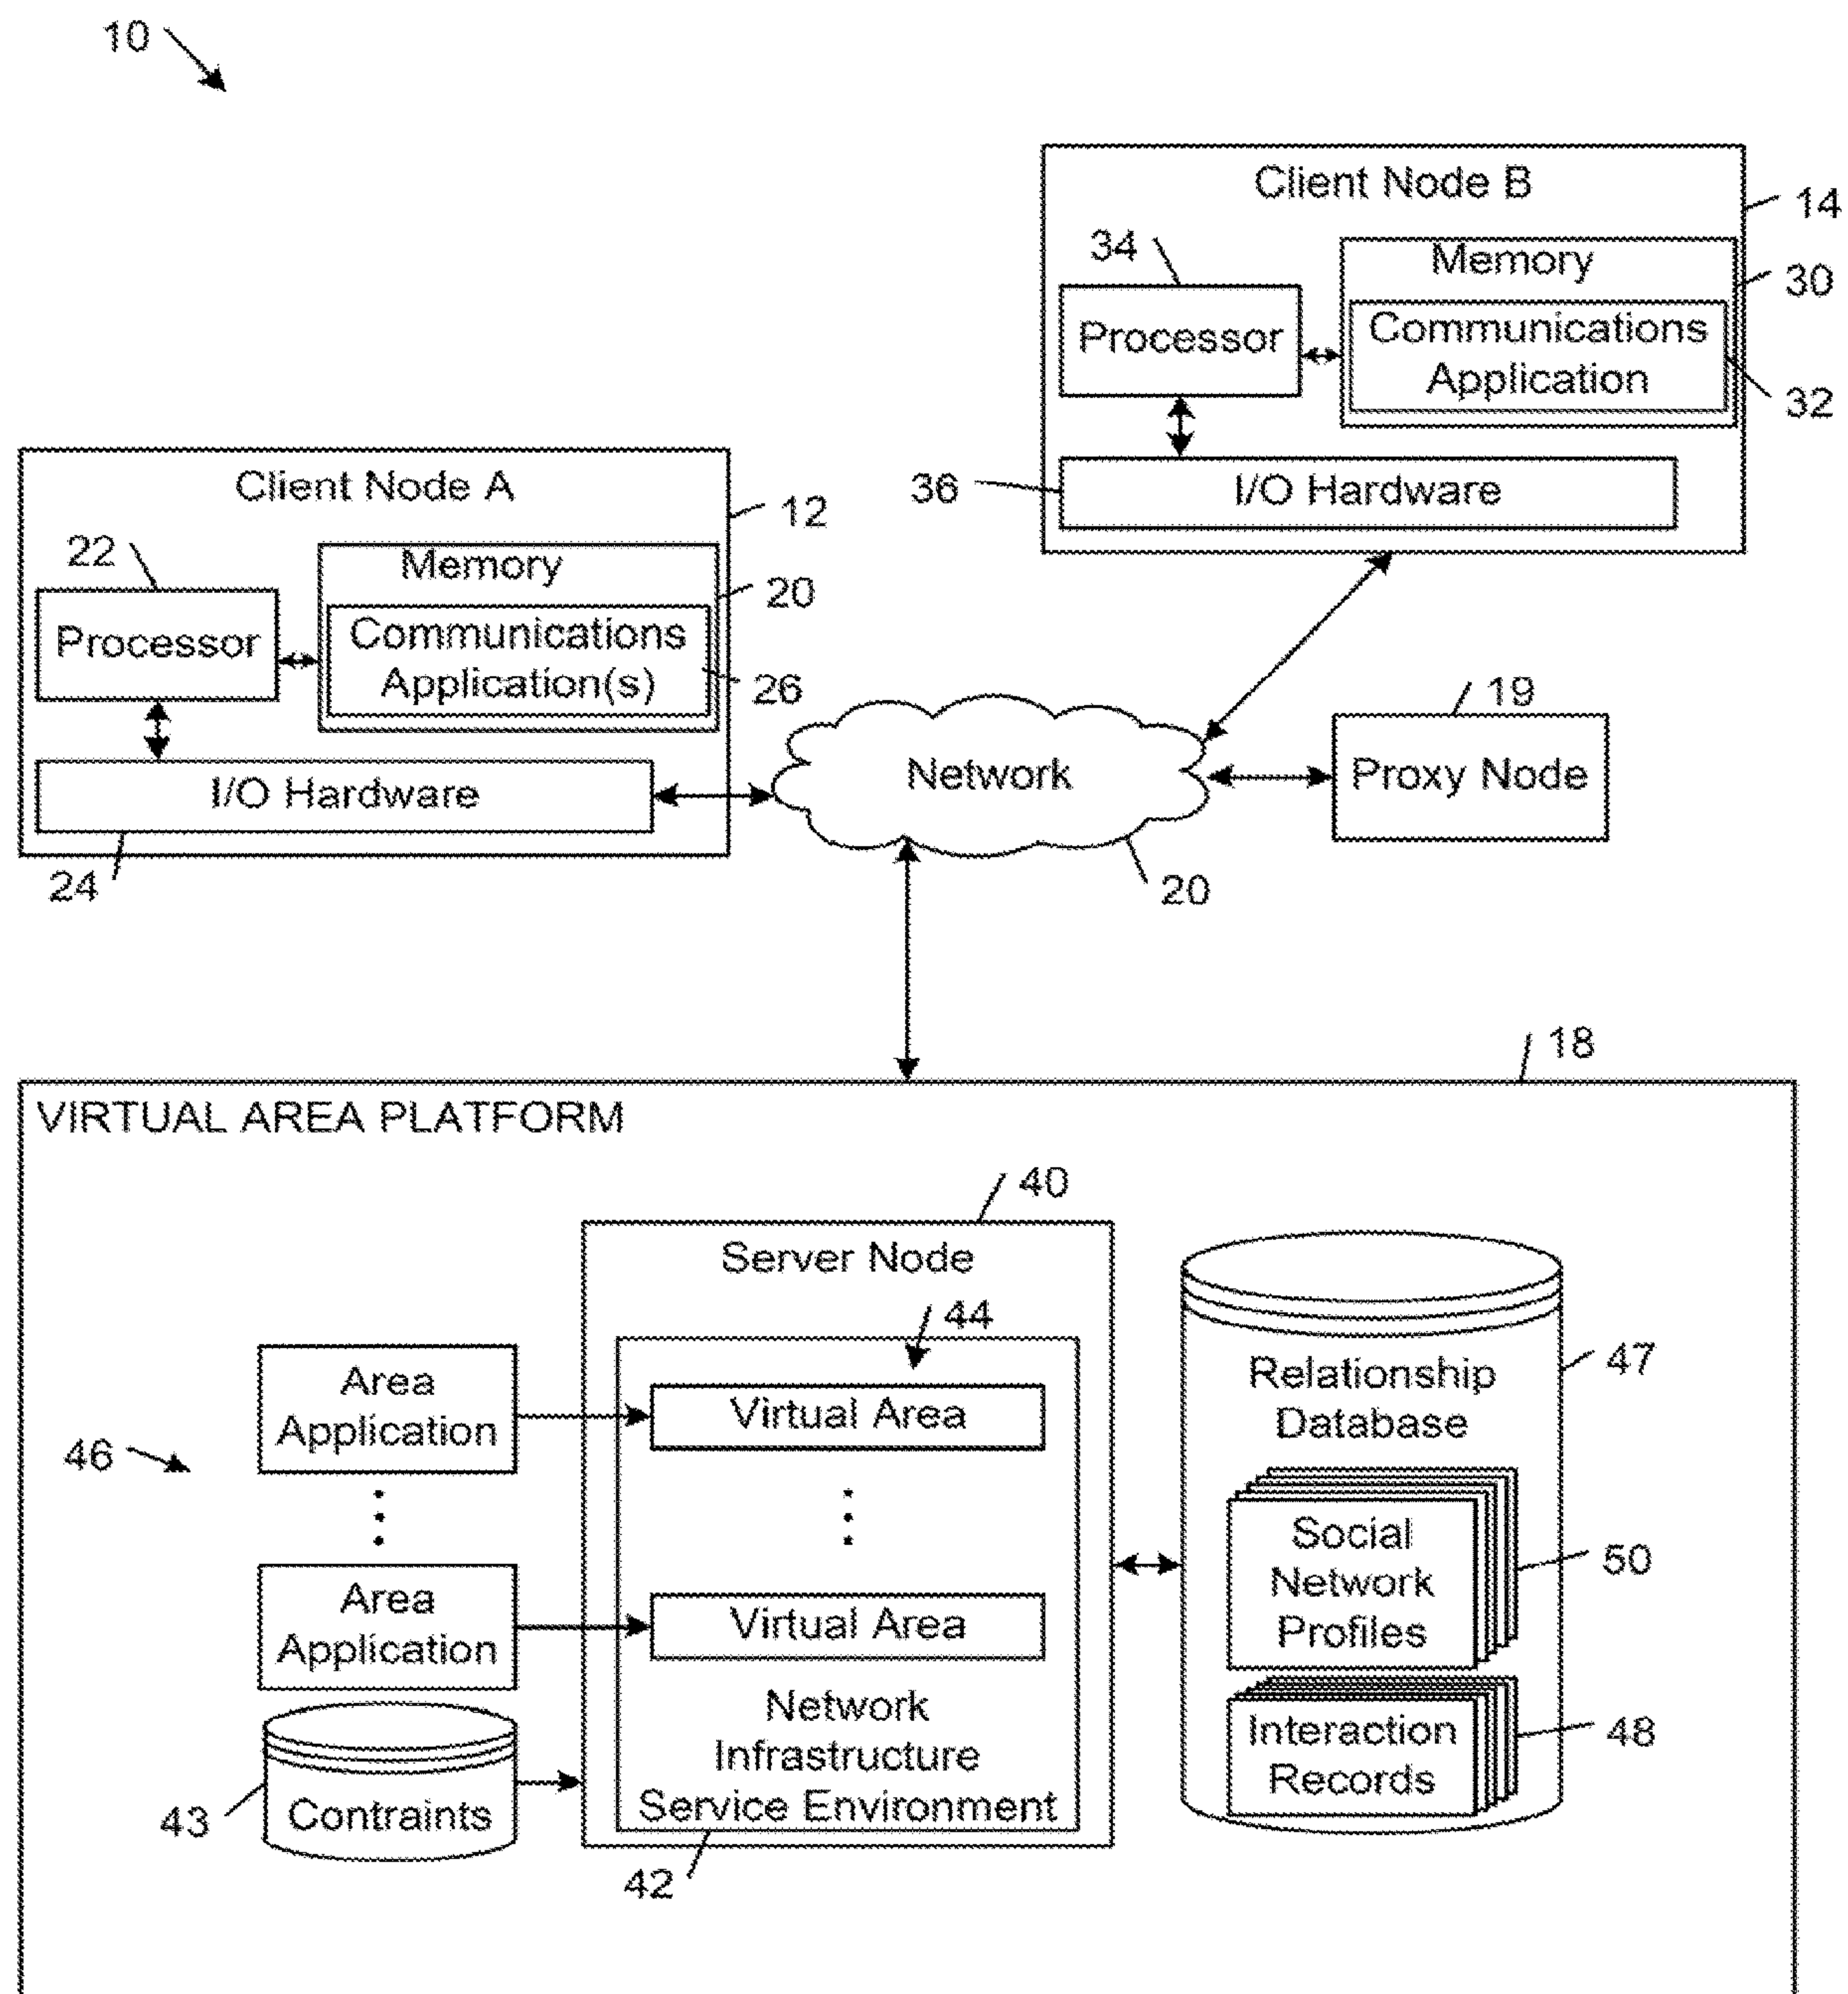 10
Client Node B
14
34
Memory
30
Processor
Communications
Application
32
36
I/O Hardware
Client Node A
12
22
Memory
20
Processor
Communications
Application(s)
26
I/O Hardware
24
Network
20
19
Proxy Node
18
VIRTUAL AREA PLATFORM
40
Server Node
44
Area
Application
Virtual Area
46
Area
Application
Virtual Area
Network
Infrastructure
Service Environment
42
43
Contraints
47
Relationship
Database
Social
Network
Profiles
50
Interaction
Records
48